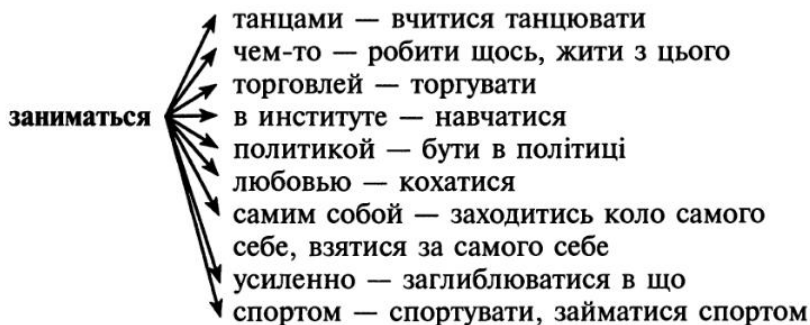 танцами — вчитися танцювати
чем-то — робити щось, жити з цього
торговлей — торгувати
заниматься
в институте — навчатися
политикой — бути в політиці
любовью — кохатися
самим собой — заходитись коло самого
себе, взятися за самого себе
усиленно — заглиблюватися в що
спортом — спортувати, займатися спортом